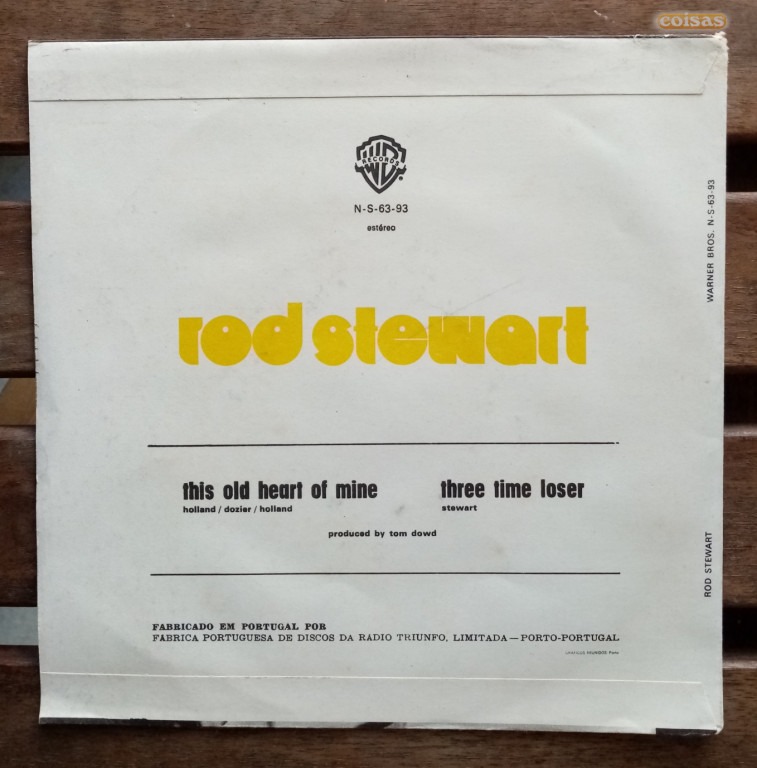 coisas
WB
RECORDS
N-S-63-93
estéreo
rod stewart
this old heart of mine
holland / dozier / holland
three time loser
stewart
produced by tom dowd
FABRICADO EM PORTUGAL POR
FÁBRICA PORTUGUESA DE DISCOS DA RÁDIO TRIUNFO, LIMITADA — PORTO-PORTUGAL
WARNER BROS. N-S-63-93
ROD STEWART